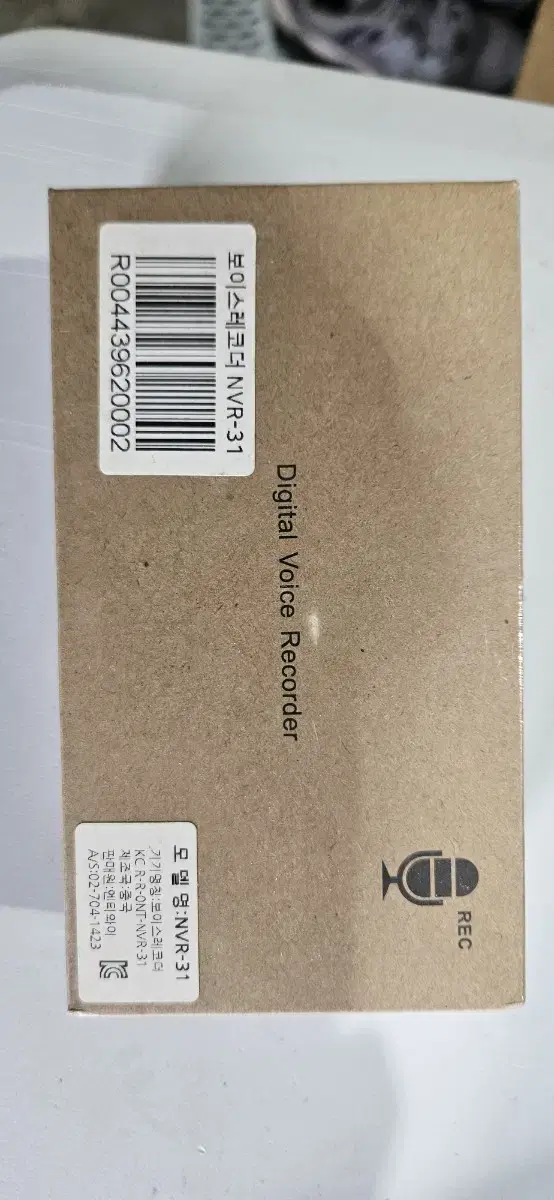 REC
Digital Voice Recorder
보이스레코더 NVR-31
R004439620002
모 델 명:NVR-31
기기명칭:보이스레코더
KC.R-R-0NT-NVR-31
제조국:중국
판매원:엔티와이
A/S:02-704-1423